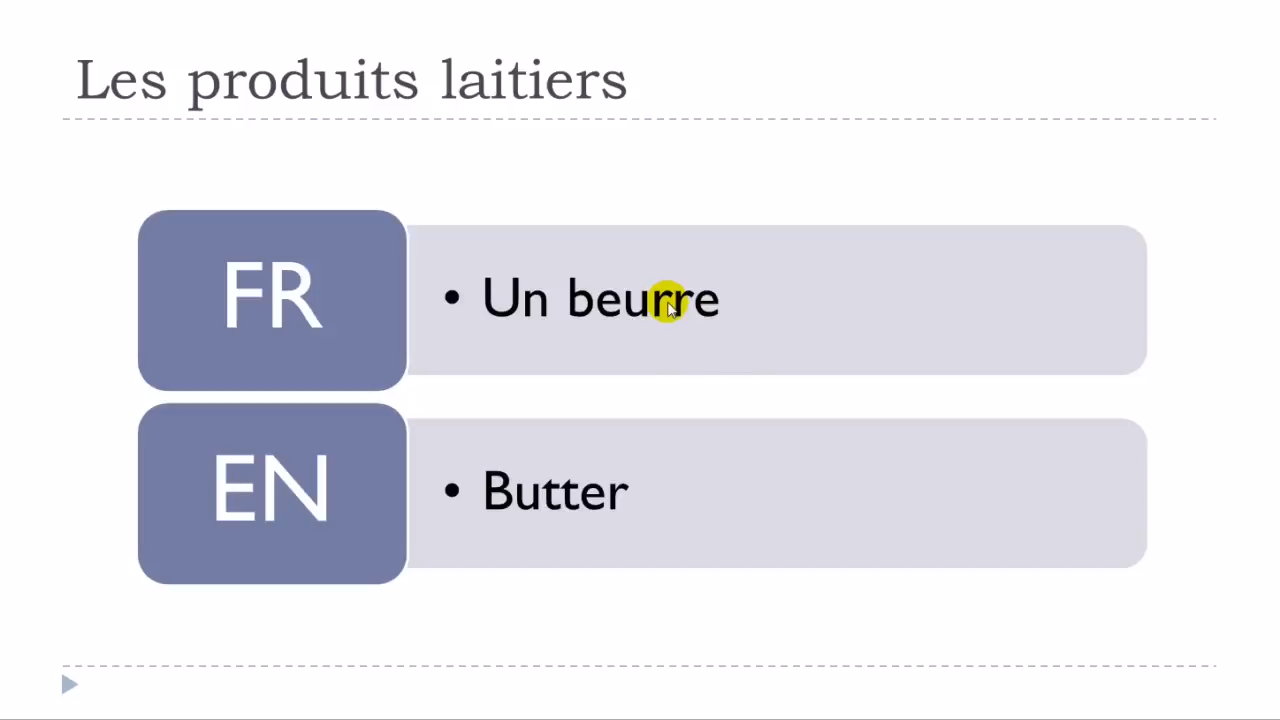 Les produits laitiers
FR
• Un beurre
EN
• Butter